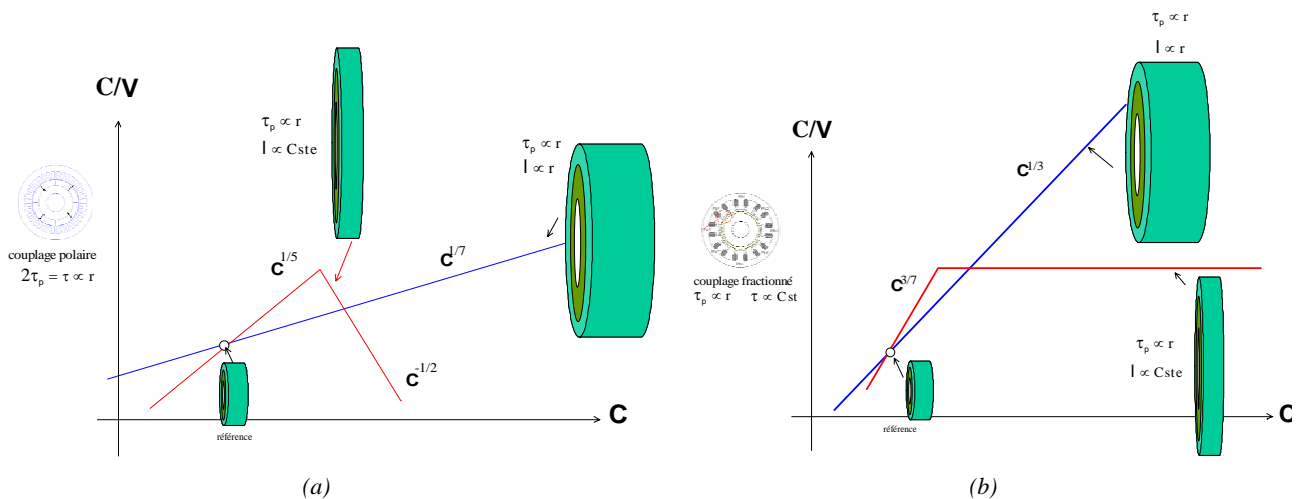 C/V
τp ∝ r
l ∝ Cste
τp ∝ r
l ∝ r
couplage polaire
2τp = τ ∝ r
C1/5
C1/7
C-1/2
C
référence
(a)
τp ∝ r
l ∝ r
C/V
C1/3
couplage fractionné
τp ∝ r τ ∝ Cst
C3/7
τp ∝ r
l ∝ Cste
C
référence
(b)